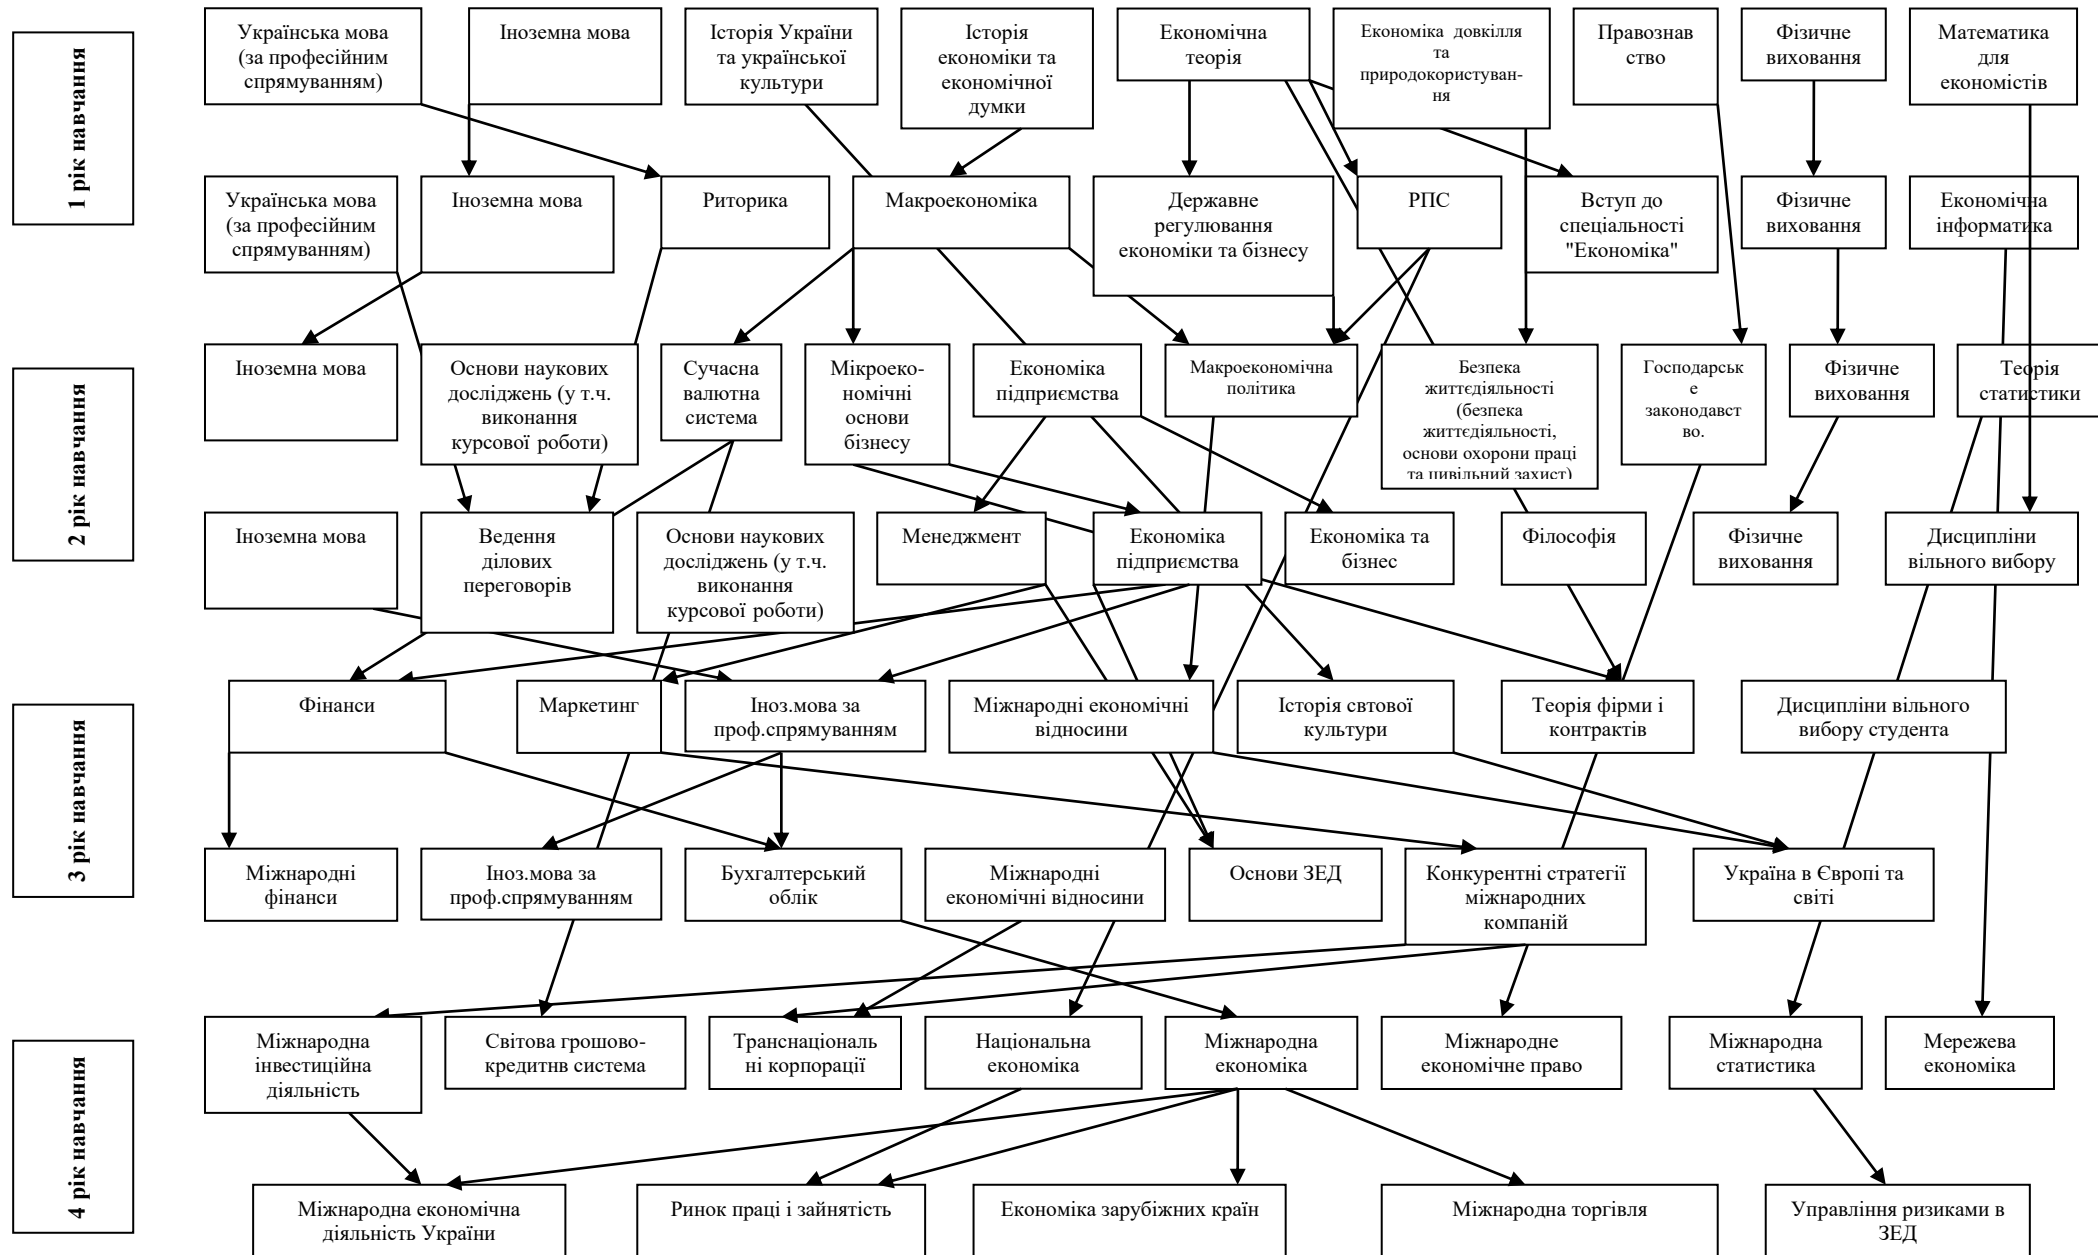 1 рік навчання
Українська мова
(за професійним
спрямуванням)
Іноземна мова
Історія України
та української
культури
Історія
економіки та
економічної
думки
Економічна
теорія
Економіка довкілля
та
природокористуван-
ня
Правознав
ство
Фізичне
виховання
Математика
для
економістів
Українська мова
(за професійним
спрямуванням)
Іноземна мова
Риторика
Макроекономіка
Державне
регулювання
економіки та бізнесу
РПС
Вступ до
спеціальності
"Економіка"
Фізичне
виховання
Економічна
інформатика
2 рік навчання
Іноземна мова
Основи наукових
досліджень (у т.ч.
виконання
курсової роботи)
Сучасна
валютна
система
Мікроеко-
номічні
основи
бізнесу
Економіка
підприємства
Макроекономічна
політика
Безпека
життєдіяльності
(безпека
життєдіяльності,
основи охорони праці
та цивільний захист)
Господарськ
е
законодавст
во.
Фізичне
виховання
Теорія
статистики
Іноземна мова
Ведення
ділових
переговорів
Основи наукових
досліджень (у т.ч.
виконання
курсової роботи)
Менеджмент
Економіка
підприємства
Економіка та
бізнес
Філософія
Фізичне
виховання
Дисципліни
вільного вибору
3 рік навчання
Фінанси
Маркетинг
Іноз.мова за
проф.спрямуванням
Міжнародні економічні
відносини
Історія свтової
культури
Теорія фірми і
контрактів
Дисципліни вільного
вибору студента
Міжнародні
фінанси
Іноз.мова за
проф.спрямуванням
Бухгалтерський
облік
Міжнародні
економічні відносини
Основи ЗЕД
Конкурентні стратегії
міжнародних
компаній
Україна в Європі та
світі
4 рік навчання
Міжнародна
інвестиційна
діяльність
Світова грошово-
кредитнв система
Транснаціональ
ні корпорації
Національна
економіка
Міжнародна
економіка
Міжнародне
економічне право
Міжнародна
статистика
Мережева
економіка
Міжнародна економічна
діяльність України
Ринок праці і зайнятість
Економіка зарубіжних країн
Міжнародна торгівля
Управління ризиками в
ЗЕД